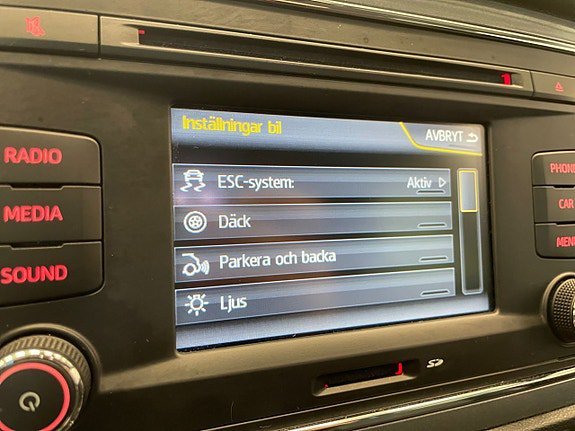 Inställningar bil
AVBRYT
RADIO
MEDIA
SOUND
ESC-system: Aktiv
Däck
Parkera och backa
Ljus
PHONE
CAR
MENU
SD